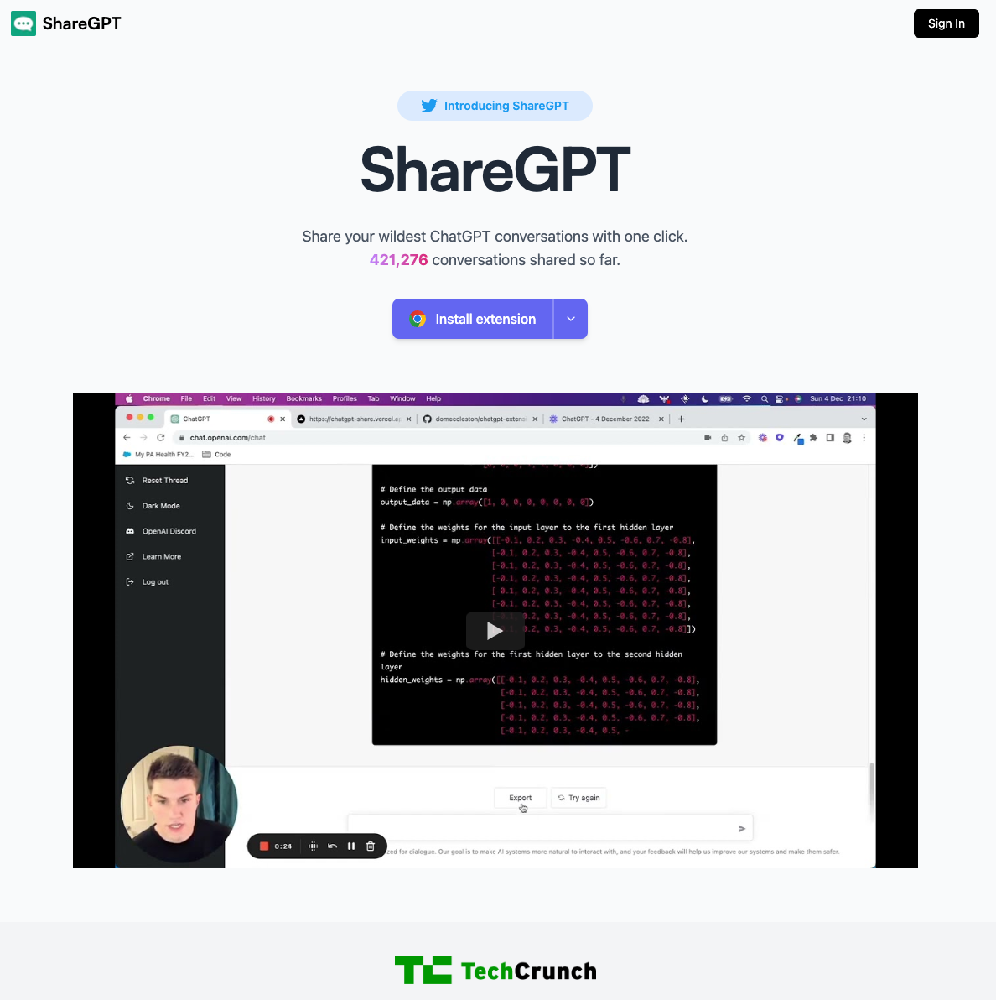 ShareGPT
Sign In
Introducing ShareGPT
ShareGPT
Share your wildest ChatGPT conversations with one click.
421,276 conversations shared so far.
Install extension
Chrome File Edit View History Bookmarks Profiles Tab Window Help Sun 4 Dec 21:10
ChatGPT https://chatgpt-share.vercel.ap domeccleston/chatgpt-extens ChatGPT - 4 December 2022
chat.openai.com/chat
My PA Health FY2... Code
Reset Thread
Dark Mode
OpenAI Discord
Learn More
Log out
# Define the output data
output_data = np.array([1, 0, 0, 0, 0, 0, 0, 0])
# Define the weights for the input layer to the first hidden layer
input_weights = np.array([[-0.1, 0.2, 0.3, -0.4, 0.5, -0.6, 0.7, -0.8],
[-0.1, 0.2, 0.3, -0.4, 0.5, -0.6, 0.7, -0.8],
[-0.1, 0.2, 0.3, -0.4, 0.5, -0.6, 0.7, -0.8],
[-0.1, 0.2, 0.3, -0.4, 0.5, -0.6, 0.7, -0.8],
[-0.1, 0.2, 0.3, -0.4, 0.5, -0.6, 0.7, -0.8],
[-0.1, 0.2, 0.3, -0.4, 0.5, -0.6, 0.7, -0.8],
[-0.1, 0.2, 0.3, -0.4, 0.5, -0.6, 0.7, -0.8],
0.2, 0.3, -0.4, 0.5, -0.6, 0.7, -0.8]])
# Define the weights for the first hidden layer to the second hidden
layer
hidden_weights = np.array([[-0.1, 0.2, 0.3, -0.4, 0.5, -0.6, 0.7, -0.8],
[-0.1, 0.2, 0.3, -0.4, 0.5, -0.6, 0.7, -0.8],
[-0.1, 0.2, 0.3, -0.4, 0.5, -0.6, 0.7, -0.8],
[-0.1, 0.2, 0.3, -0.4, 0.5, -0.6, 0.7, -0.8],
[-0.1, 0.2, 0.3, -0.4, 0.5, -
Export Try again
0:24
zed for dialogue. Our goal is to make AI systems more natural to interact with, and your feedback will help us improve our systems and make them safer.
TC TechCrunch